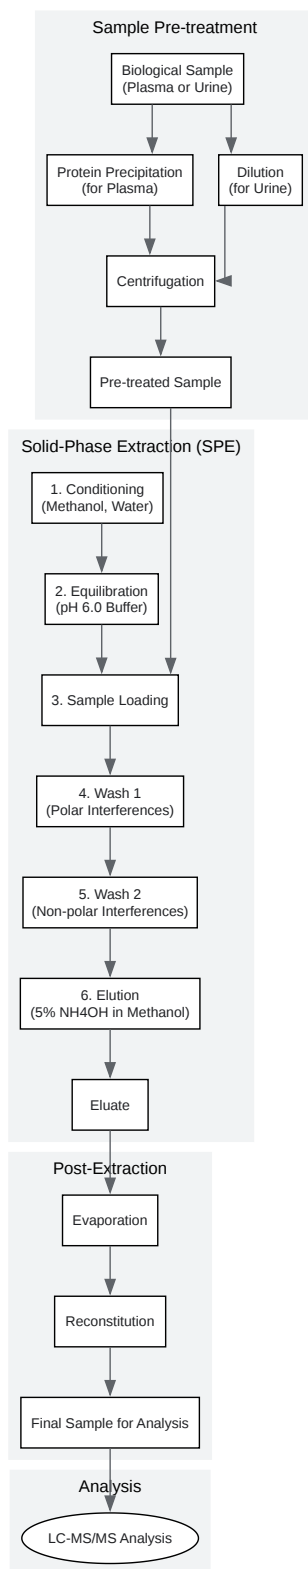 Sample Pre-treatment
Biological Sample
(Plasma or Urine)
Protein Precipitation
(for Plasma)
Dilution
(for Urine)
Centrifugation
Pre-treated Sample
Solid-Phase Extraction (SPE)
1. Conditioning
(Methanol, Water)
2. Equilibration
(pH 6.0 Buffer)
3. Sample Loading
4. Wash 1
(Polar Interferences)
5. Wash 2
(Non-polar Interferences)
6. Elution
(5% NH4OH in Methanol)
Eluate
Post-Extraction
Evaporation
Reconstitution
Final Sample for Analysis
Analysis
LC-MS/MS Analysis